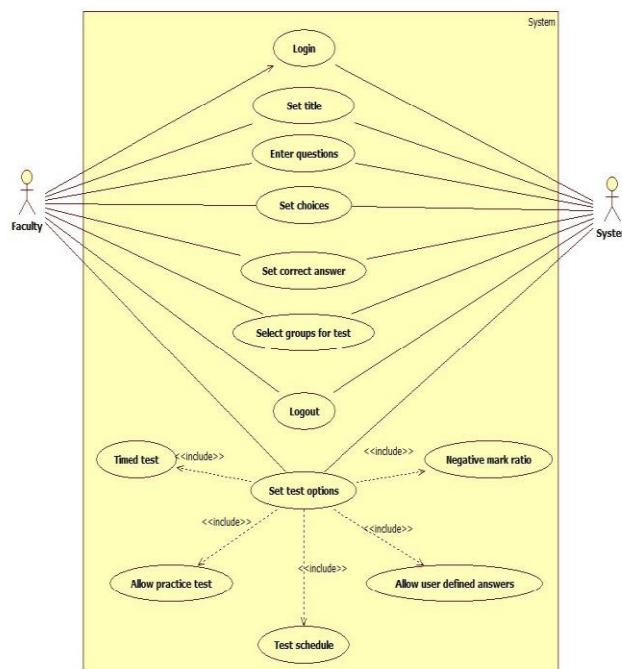 System
Login
Set title
Enter questions
Set choices
Faculty
System
Set correct answer
Select groups for test
Logout
<<include>>
<<include>>
Timed test
Negative mark ratio
Set test options
<<include>>
<<include>>
<<include>>
Allow practice test
Allow user defined answers
Test schedule